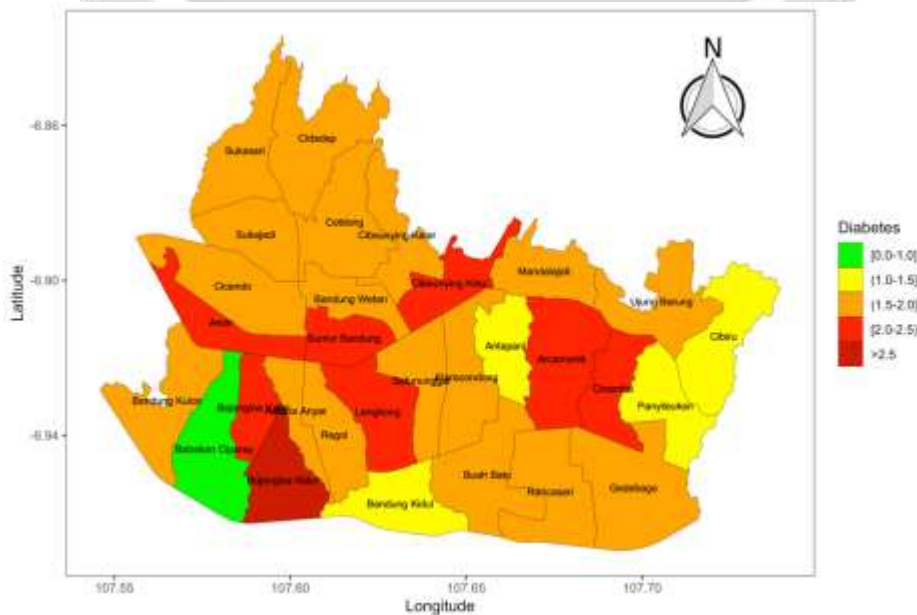 N
-6.86
Cidadap
Sukasari
Coblong
Sukajadi
Cibeunying Kaler
Diabetes
[0.0-1.0]
Mandalajati
[1.0-1.5]
-6.90
Cicendo
Cibeunying Kidul
(1.5-2.0]
Bandung Wetan
Ujung Berung
[2.0-2.5]
Latitude
Andir
Sumur Bandung
Cibiru
>2.5
Antapani
Arcamanik
Kiaracondong
Cinambo
Bandung Kulon
Panyileukan
Astana Anyar
Lengkong
-6.94
Regol
Babakan Ciparay
Buah Batu
Bojongloa Kidul
Gedebage
Rancasari
Bandung Kidul
107.55
107.60
107.65
107.70
Longitude